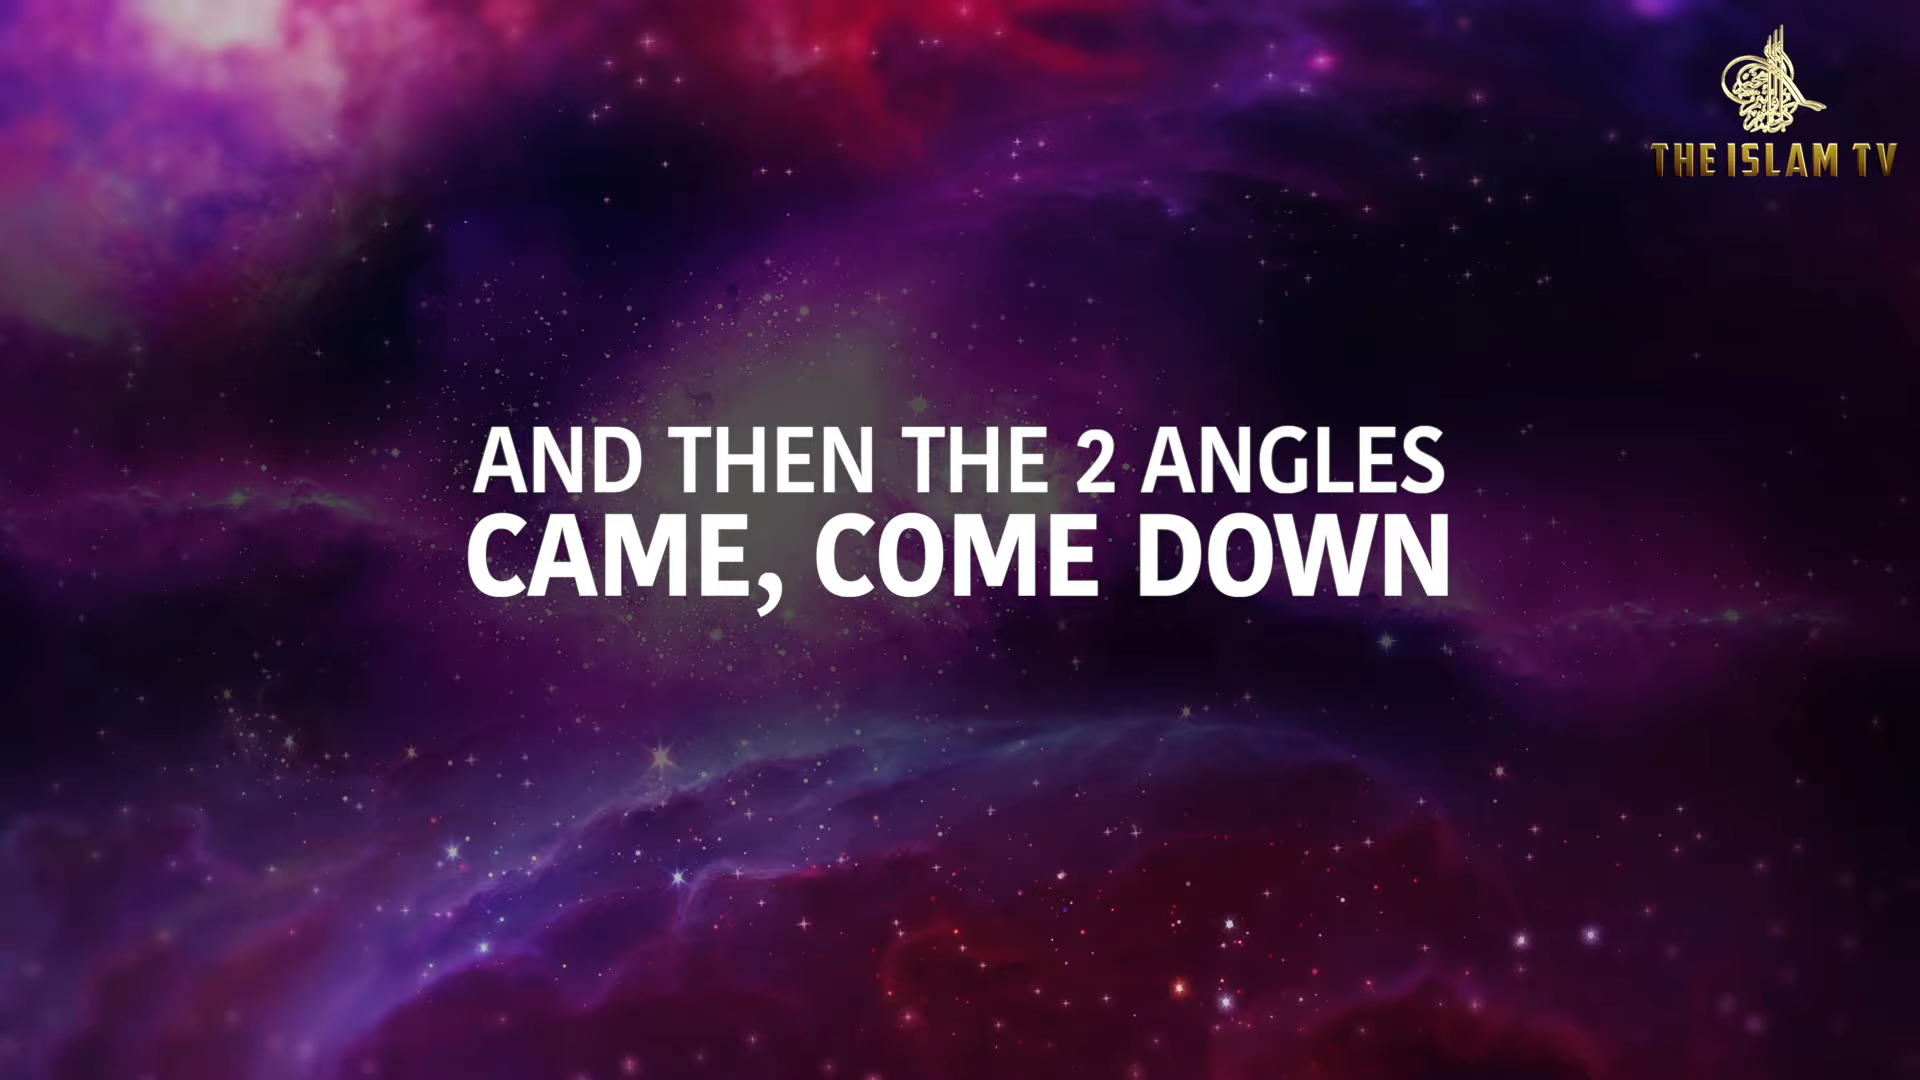 THE ISLAM TV
AND THEN THE 2 ANGLES
CAME, COME DOWN